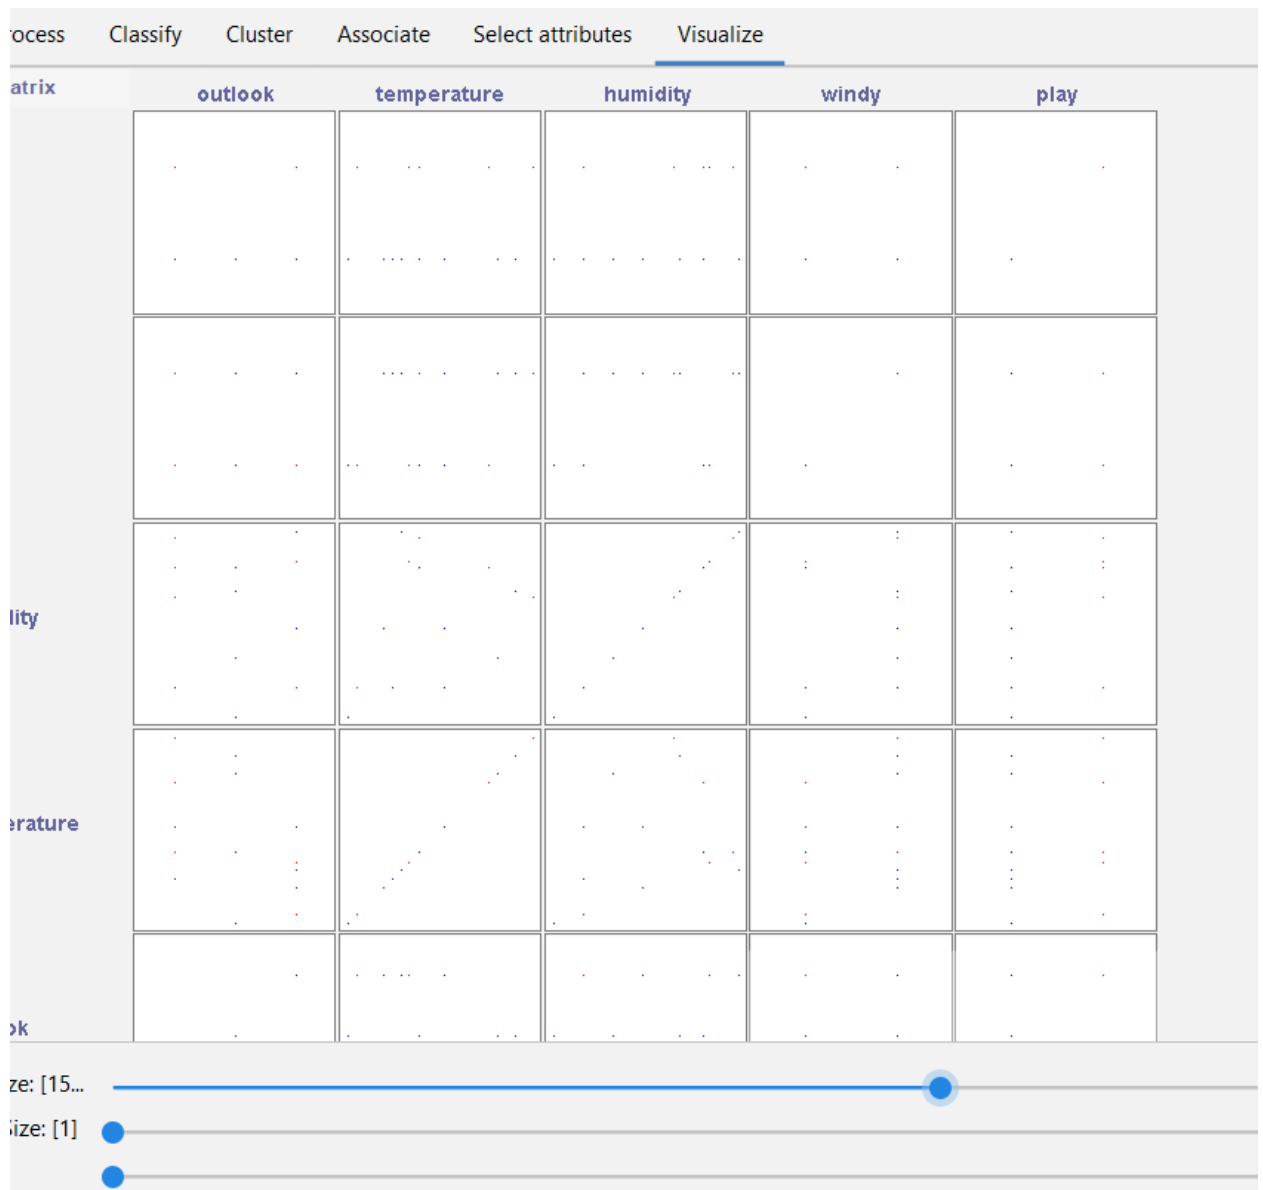 ocess Classify Cluster Associate Select attributes Visualize
atrix
outlook temperature humidity windy play
lity
erature
ok
ze: [15...
Size: [1]